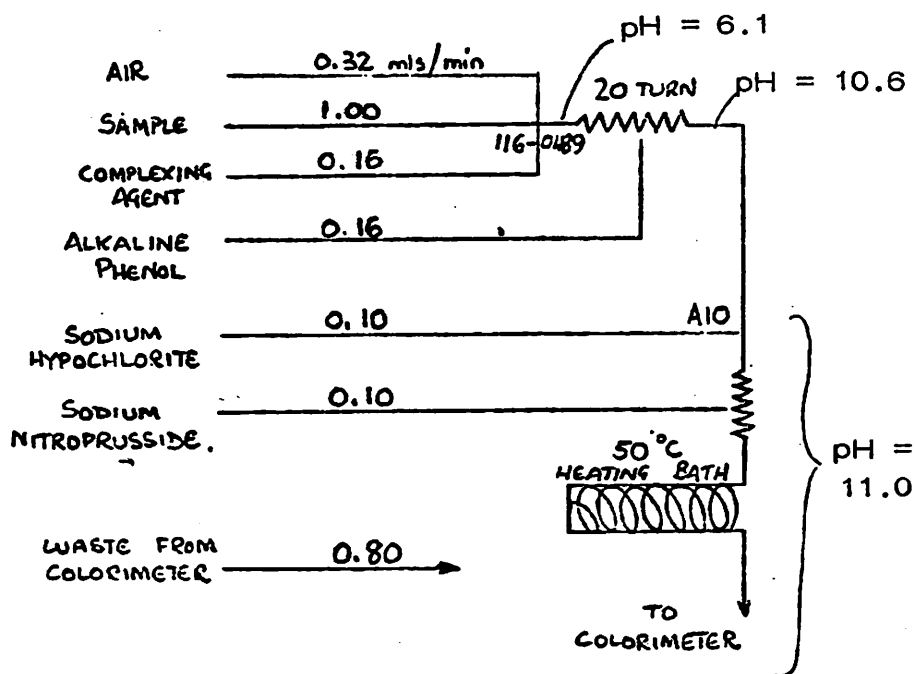 pH = 6.1
AIR
0.32 mls/min
20 TURN
pH = 10.6
SAMPLE
1.00
116-0489
COMPLEXING
AGENT
0.16
ALKALINE
PHENOL
0.16
SODIUM
HYPOCHLORITE
0.10
A10
SODIUM
NITROPRUSSIDE.
0.10
50°C
HEATING BATH
pH =
11.0
WASTE FROM
COLORIMETER
0.80
TO
COLORIMETER